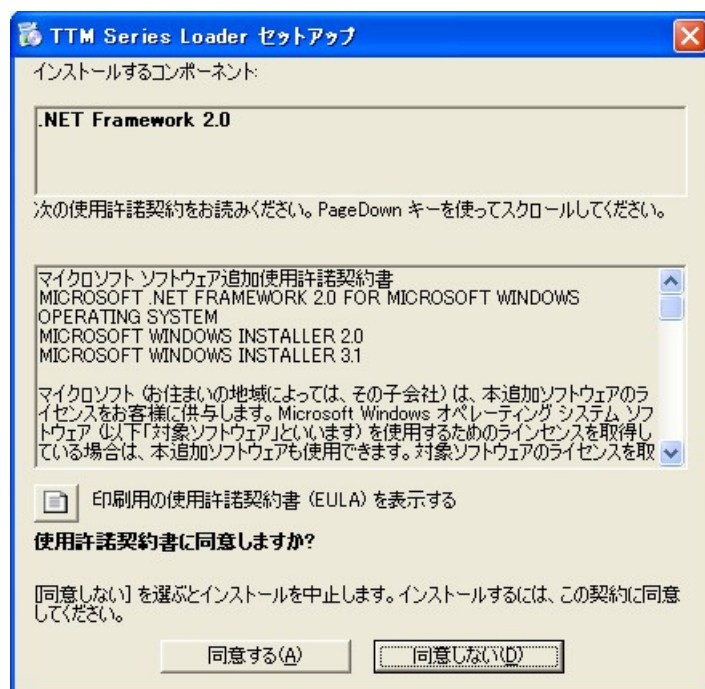 TTM Series Loader セットアップ
インストールするコンポーネント:
.NET Framework 2.0
次の使用許諾契約をお読みください。PageDown キーを使ってスクロールしてください。
マイクロソフト ソフトウェア追加使用許諾契約書
MICROSOFT .NET FRAMEWORK 2.0 FOR MICROSOFT WINDOWS
OPERATING SYSTEM
MICROSOFT WINDOWS INSTALLER 2.0
MICROSOFT WINDOWS INSTALLER 3.1
マイクロソフト (お住まいの地域によっては、その子会社) は、本追加ソフトウェアのラ
イセンスをお客様に供与します。Microsoft Windows オペレーティング システム ソフ
トウェア (以下「対象ソフトウェア」といいます) を使用するためのラインセンスを取得し
ている場合は、本追加ソフトウェアも使用できます。対象ソフトウェアのライセンスを取
印刷用の使用許諾契約書 (EULA) を表示する
使用許諾契約書に同意しますか?
[同意しない] を選ぶとインストールを中止します。インストールするには、この契約に同意
してください。
同意する(A)
同意しない(D)